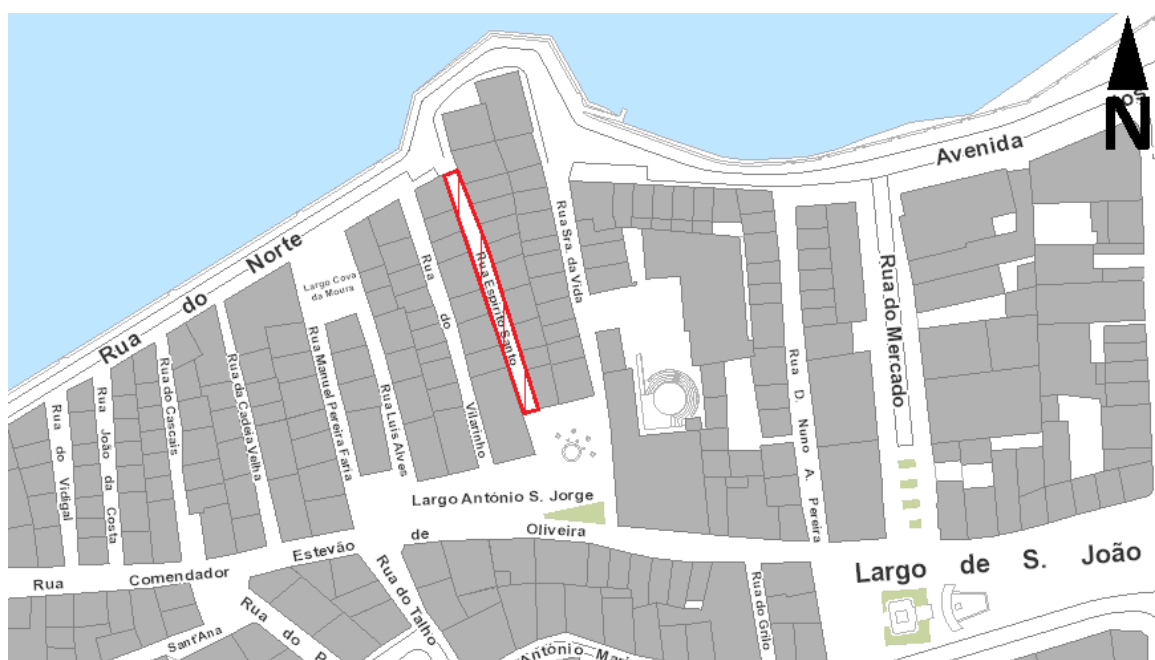 N
Avenida
Rua do Norte
Largo Cova
da Moura
Rua do Vilarinho
Rua Espirito Santo
Rua Sra. da Vida
Rua do Mercado
Rua D. Nuno A. Pereira
Rua do Vidigal
Rua João da Costa
Rua do Cascais
Rua da Cadeia Velha
Rua Manuel Pereira Faria
Rua Luís Alves
Largo António S. Jorge
Rua Comendador Estevão de Oliveira
Largo de S. João
Rua do Talho
Rua do Grilo
Sant'Ana
Rua do
António